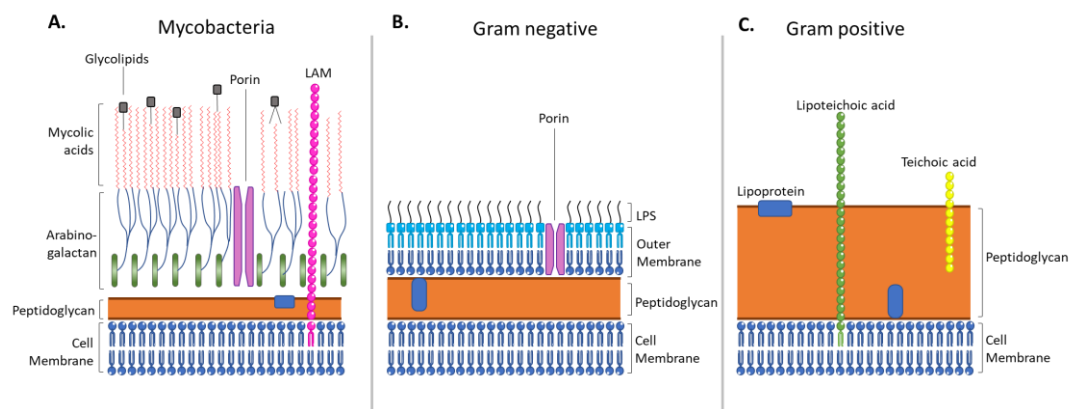 A.
Mycobacteria
Glycolipids
Porin
LAM
Mycolic
acids
Arabino-
galactan
Peptidoglycan
Cell
Membrane
B.
Gram negative
Porin
LPS
Outer
Membrane
Peptidoglycan
Cell
Membrane
C.
Gram positive
Lipoteichoic acid
Teichoic acid
Lipoprotein
Peptidoglycan
Cell
Membrane